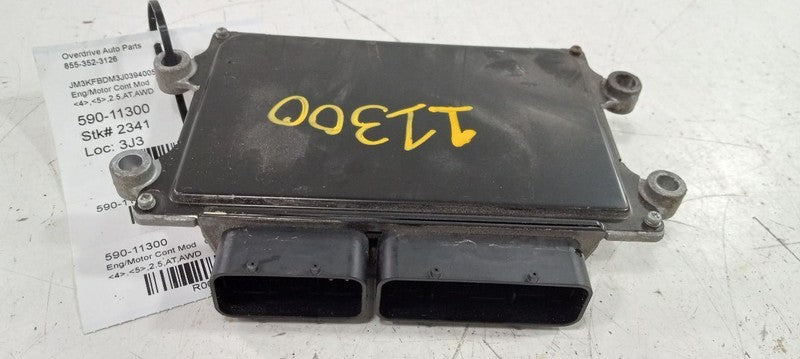 Overdrive Auto Parts
855-352-3126
JM3KFBDM3J0394005
Eng/Motor Cont Mod
<4>,<5>,2.5,AT,AWD
590-11300
Stk# 2341
Loc: 3J3
590-11300
Eng/Motor Cont Mod
<4>,<5>,2.5,AT,AWD
11300